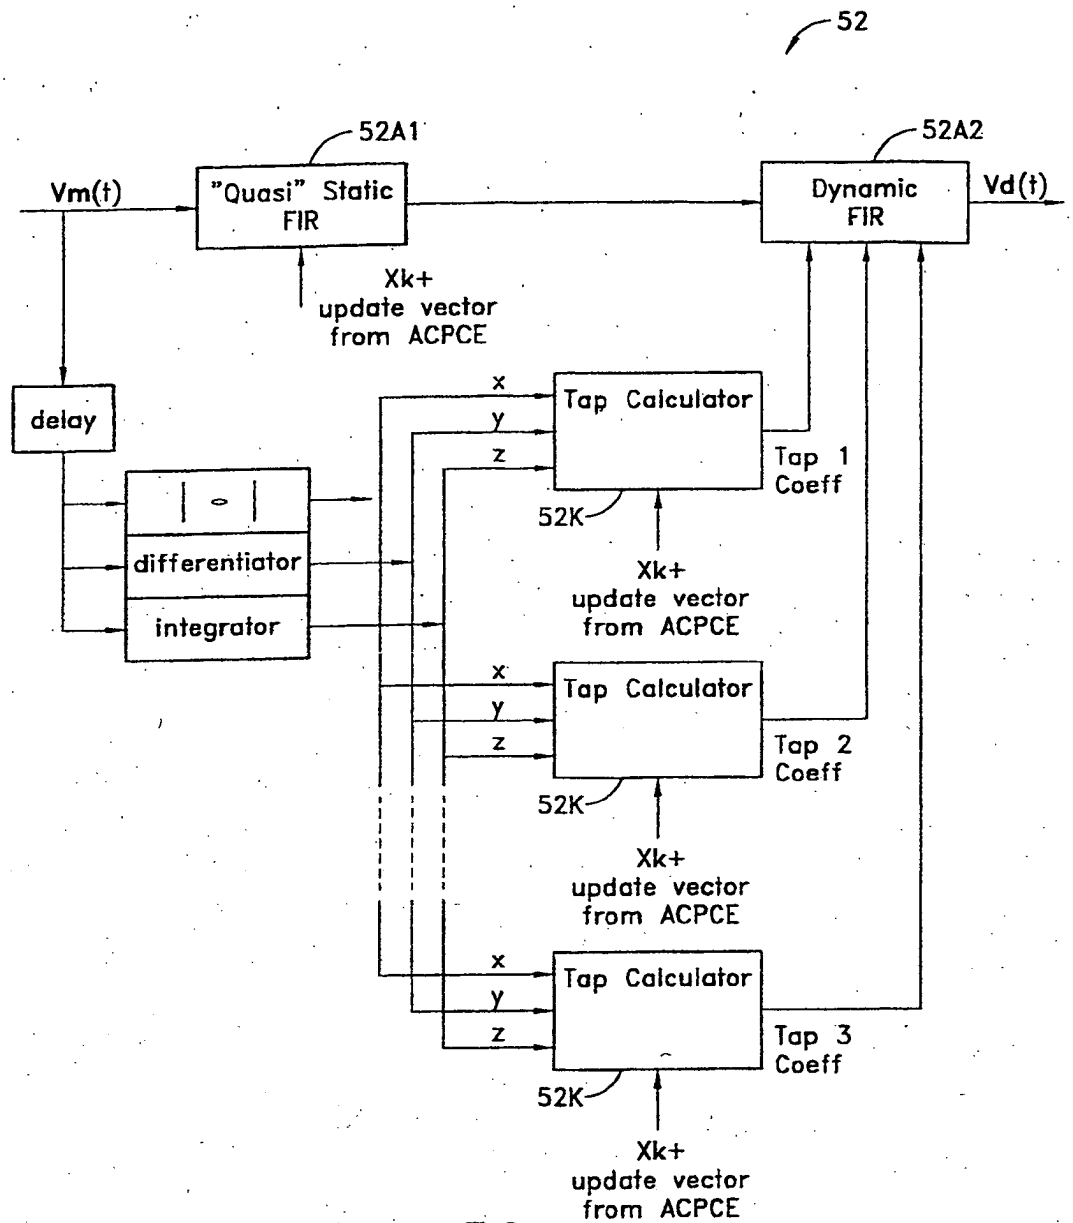 52
52A1
52A2
Vm(t)
"Quasi" Static
FIR
Dynamic
FIR
Vd(t)
Xk+
update vector
from ACPCE
delay
| o |
differentiator
integrator
x
y
z
Tap Calculator
52K
Tap 1
Coeff
Xk+
update vector
from ACPCE
x
y
z
Tap Calculator
52K
Tap 2
Coeff
Xk+
update vector
from ACPCE
x
y
z
Tap Calculator
52K
Tap 3
Coeff
Xk+
update vector
from ACPCE